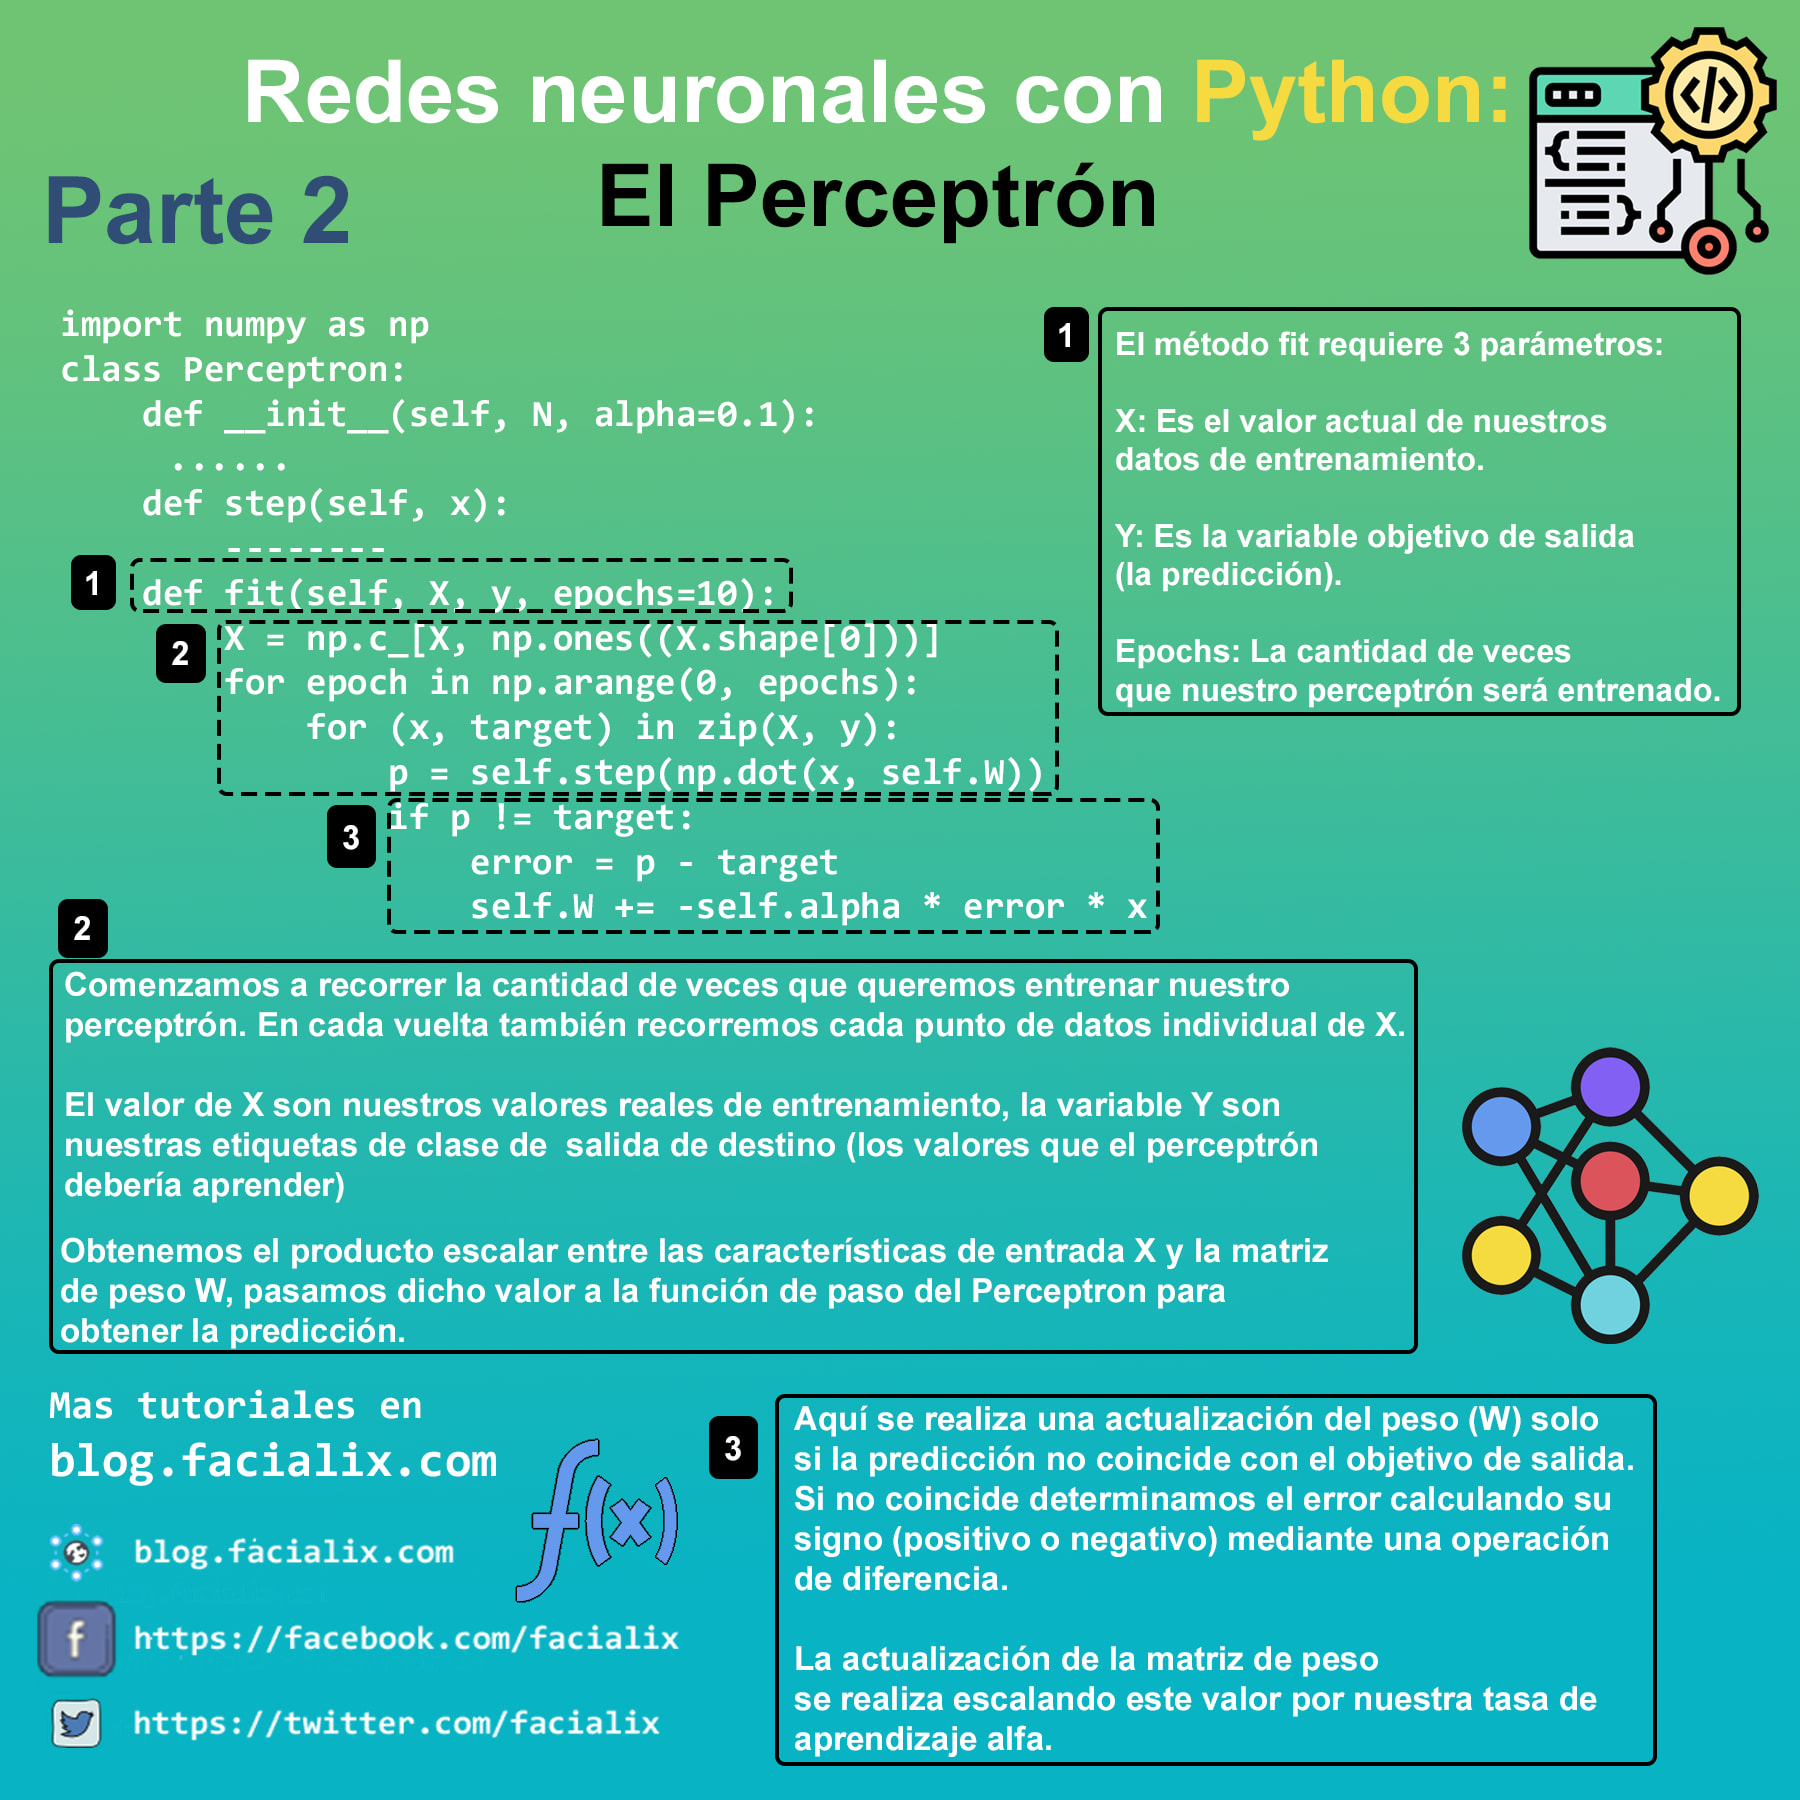 Redes neuronales con Python:
El Perceptrón
Parte 2
import numpy as np
class Perceptron:
    def __init__(self, N, alpha=0.1):
     ......
    def step(self, x):
        --------
1
    def fit(self, X, y, epochs=10):
2
        X = np.c_[X, np.ones((X.shape[0]))]
        for epoch in np.arange(0, epochs):
            for (x, target) in zip(X, y):
                p = self.step(np.dot(x, self.W))
3
                if p != target:
                    error = p - target
                    self.W += -self.alpha * error * x
1
El método fit requiere 3 parámetros:
X: Es el valor actual de nuestros
datos de entrenamiento.
Y: Es la variable objetivo de salida
(la predicción).
Epochs: La cantidad de veces
que nuestro perceptrón será entrenado.
2
Comenzamos a recorrer la cantidad de veces que queremos entrenar nuestro
perceptrón. En cada vuelta también recorremos cada punto de datos individual de X.
El valor de X son nuestros valores reales de entrenamiento, la variable Y son
nuestras etiquetas de clase de  salida de destino (los valores que el perceptrón
debería aprender)
Obtenemos el producto escalar entre las características de entrada X y la matriz
de peso W, pasamos dicho valor a la función de paso del Perceptron para
obtener la predicción.
Mas tutoriales en
blog.facialix.com
f(x)
blog.facialix.com
f
https://facebook.com/facialix
https://twitter.com/facialix
3
Aquí se realiza una actualización del peso (W) solo
si la predicción no coincide con el objetivo de salida.
Si no coincide determinamos el error calculando su
signo (positivo o negativo) mediante una operación
de diferencia.
La actualización de la matriz de peso
se realiza escalando este valor por nuestra tasa de
aprendizaje alfa.